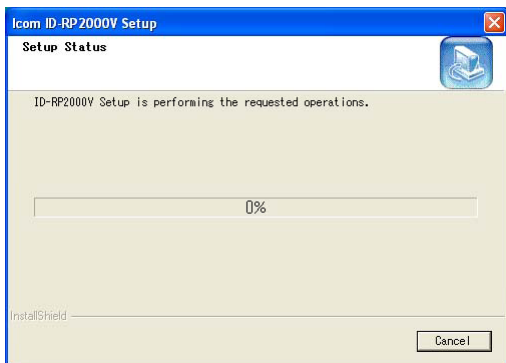 Icom ID-RP2000V Setup
Setup Status
ID-RP2000V Setup is performing the requested operations.
0%
InstallShield
Cancel